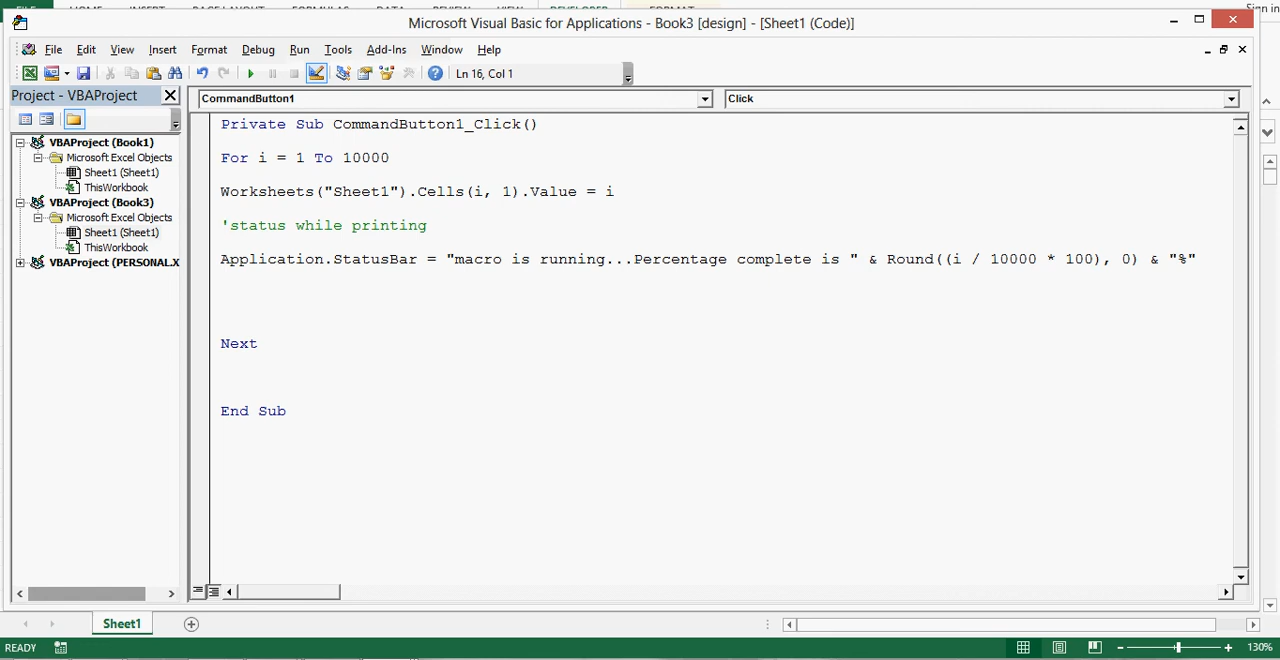 Sign in
Microsoft Visual Basic for Applications - Book3 [design] - [Sheet1 (Code)]
File Edit View Insert Format Debug Run Tools Add-Ins Window Help
Ln 16, Col 1
Project - VBAProject
CommandButton1 Click
VBAProject (Book1)
Microsoft Excel Objects
Sheet1 (Sheet1)
ThisWorkbook
VBAProject (Book3)
Microsoft Excel Objects
Sheet1 (Sheet1)
ThisWorkbook
VBAProject (PERSONAL.X
Private Sub CommandButton1_Click()
For i = 1 To 10000
Worksheets("Sheet1").Cells(i, 1).Value = i
'status while printing
Application.StatusBar = "macro is running...Percentage complete is " & Round((i / 10000 * 100), 0) & "%"
Next
End Sub
Sheet1
READY 130%